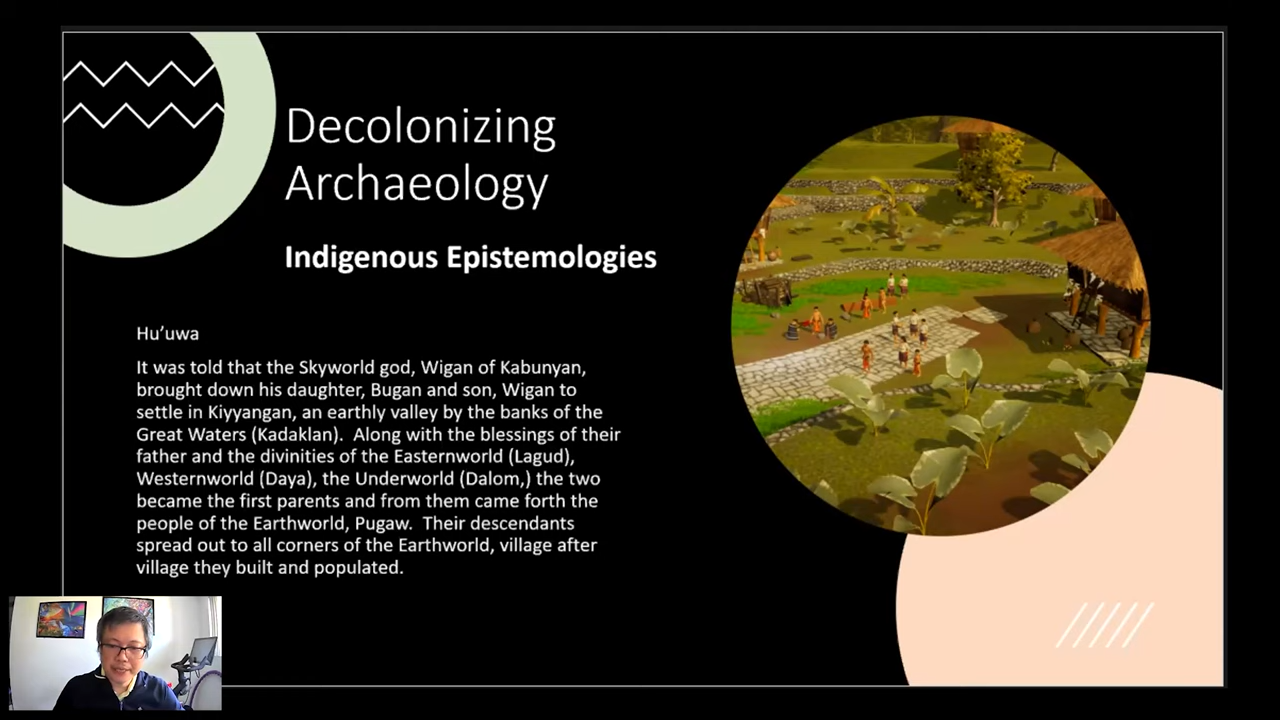 Decolonizing
Archaeology
Indigenous Epistemologies
Hu’uwa
It was told that the Skyworld god, Wigan of Kabunyan,
brought down his daughter, Bugan and son, Wigan to
settle in Kiyyangan, an earthly valley by the banks of the
Great Waters (Kadaklan).  Along with the blessings of their
father and the divinities of the Easternworld (Lagud),
Westernworld (Daya), the Underworld (Dalom,) the two
became the first parents and from them came forth the
people of the Earthworld, Pugaw.  Their descendants
spread out to all corners of the Earthworld, village after
village they built and populated.